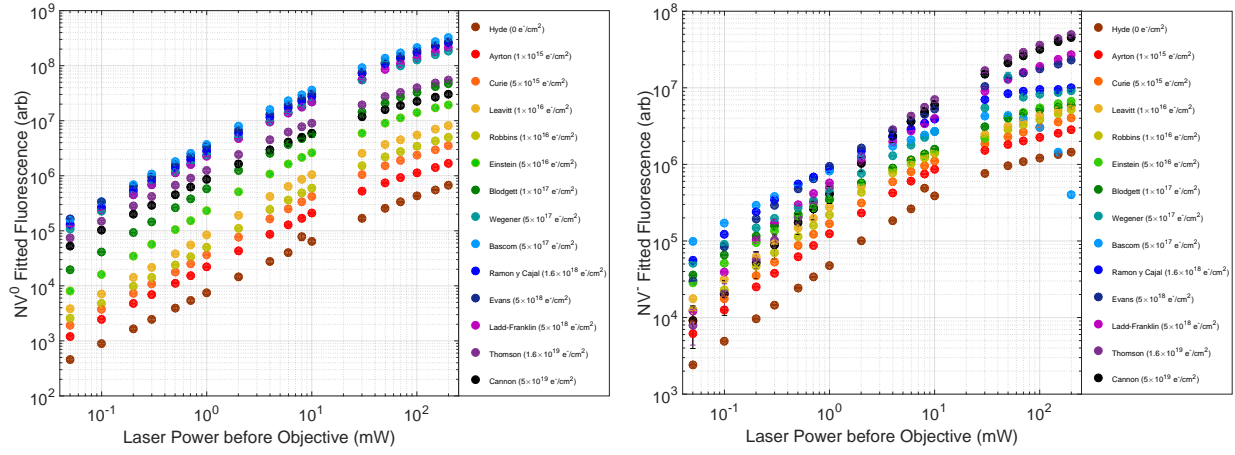 10^9
10^8
10^7
10^6
10^5
10^4
10^3
10^2
NV^0 Fitted Fluorescence (arb)
10^-1
10^0
10^1
10^2
Laser Power before Objective (mW)
Hyde (0 e^-/cm2)
Ayrton (1×10^15 e^-/cm2)
Curie (5×10^15 e^-/cm2)
Leavitt (1×10^16 e^-/cm2)
Robbins (1×10^16 e^-/cm2)
Einstein (5×10^16 e^-/cm2)
Blodgett (1×10^17 e^-/cm2)
Wegener (5×10^17 e^-/cm2)
Bascom (5×10^17 e^-/cm2)
Ramon y Cajal (1.6×10^18 e^-/cm2)
Evans (5×10^18 e^-/cm2)
Ladd-Franklin (5×10^18 e^-/cm2)
Thomson (1.6×10^19 e^-/cm2)
Cannon (5×10^19 e^-/cm2)
10^8
10^7
10^6
10^5
10^4
10^3
NV^- Fitted Fluorescence (arb)
10^-1
10^0
10^1
10^2
Laser Power before Objective (mW)
Hyde (0 e^-/cm2)
Ayrton (1×10^15 e^-/cm2)
Curie (5×10^15 e^-/cm2)
Leavitt (1×10^16 e^-/cm2)
Robbins (1×10^16 e^-/cm2)
Einstein (5×10^16 e^-/cm2)
Blodgett (1×10^17 e^-/cm2)
Wegener (5×10^17 e^-/cm2)
Bascom (5×10^17 e^-/cm2)
Ramon y Cajal (1.6×10^18 e^-/cm2)
Evans (5×10^18 e^-/cm2)
Ladd-Franklin (5×10^18 e^-/cm2)
Thomson (1.6×10^19 e^-/cm2)
Cannon (5×10^19 e^-/cm2)